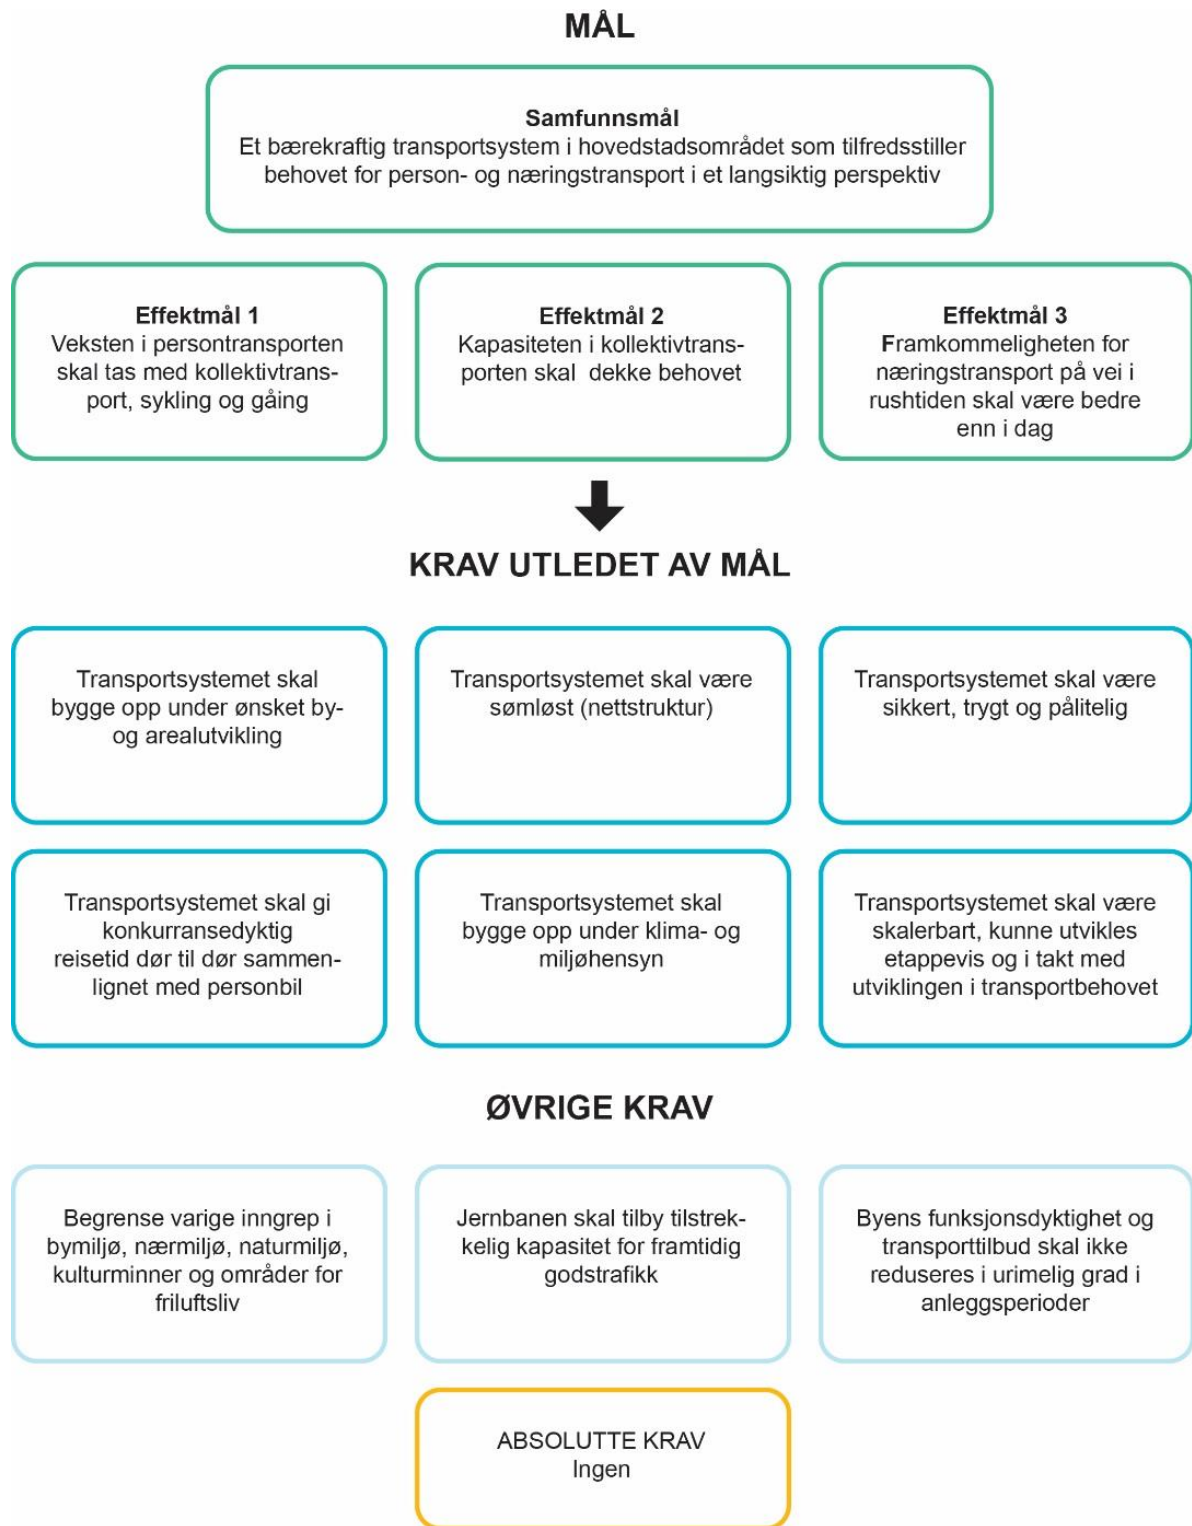 MÅL
Samfunnsmål
Et bærekraftig transportsystem i hovedstadsområdet som tilfredsstiller
behovet for person- og næringstransport i et langsiktig perspektiv
Effektmål 1
Veksten i persontransporten
skal tas med kollektivtrans-
port, sykling og gåing
Effektmål 2
Kapasiteten i kollektivtrans-
porten skal dekke behovet
Effektmål 3
Framkommeligheten for
næringstransport på vei i
rushtiden skal være bedre
enn i dag
KRAV UTLEDET AV MÅL
Transportsystemet skal
bygge opp under ønsket by-
og arealutvikling
Transportsystemet skal være
sømløst (nettstruktur)
Transportsystemet skal være
sikkert, trygt og pålitelig
Transportsystemet skal gi
konkurransedyktig
reisetid dør til dør sammen-
lignet med personbil
Transportsystemet skal
bygge opp under klima- og
miljøhensyn
Transportsystemet skal være
skalerbart, kunne utvikles
etappevis og i takt med
utviklingen i transportbehovet
ØVRIGE KRAV
Begrense varige inngrep i
bymiljø, nærmiljø, naturmiljø,
kulturminner og områder for
friluftsliv
Jernbanen skal tilby tilstrek-
kelig kapasitet for framtidig
godstrafikk
Byens funksjonsdyktighet og
transporttilbud skal ikke
reduseres i urimelig grad i
anleggsperioder
ABSOLUTTE KRAV
Ingen